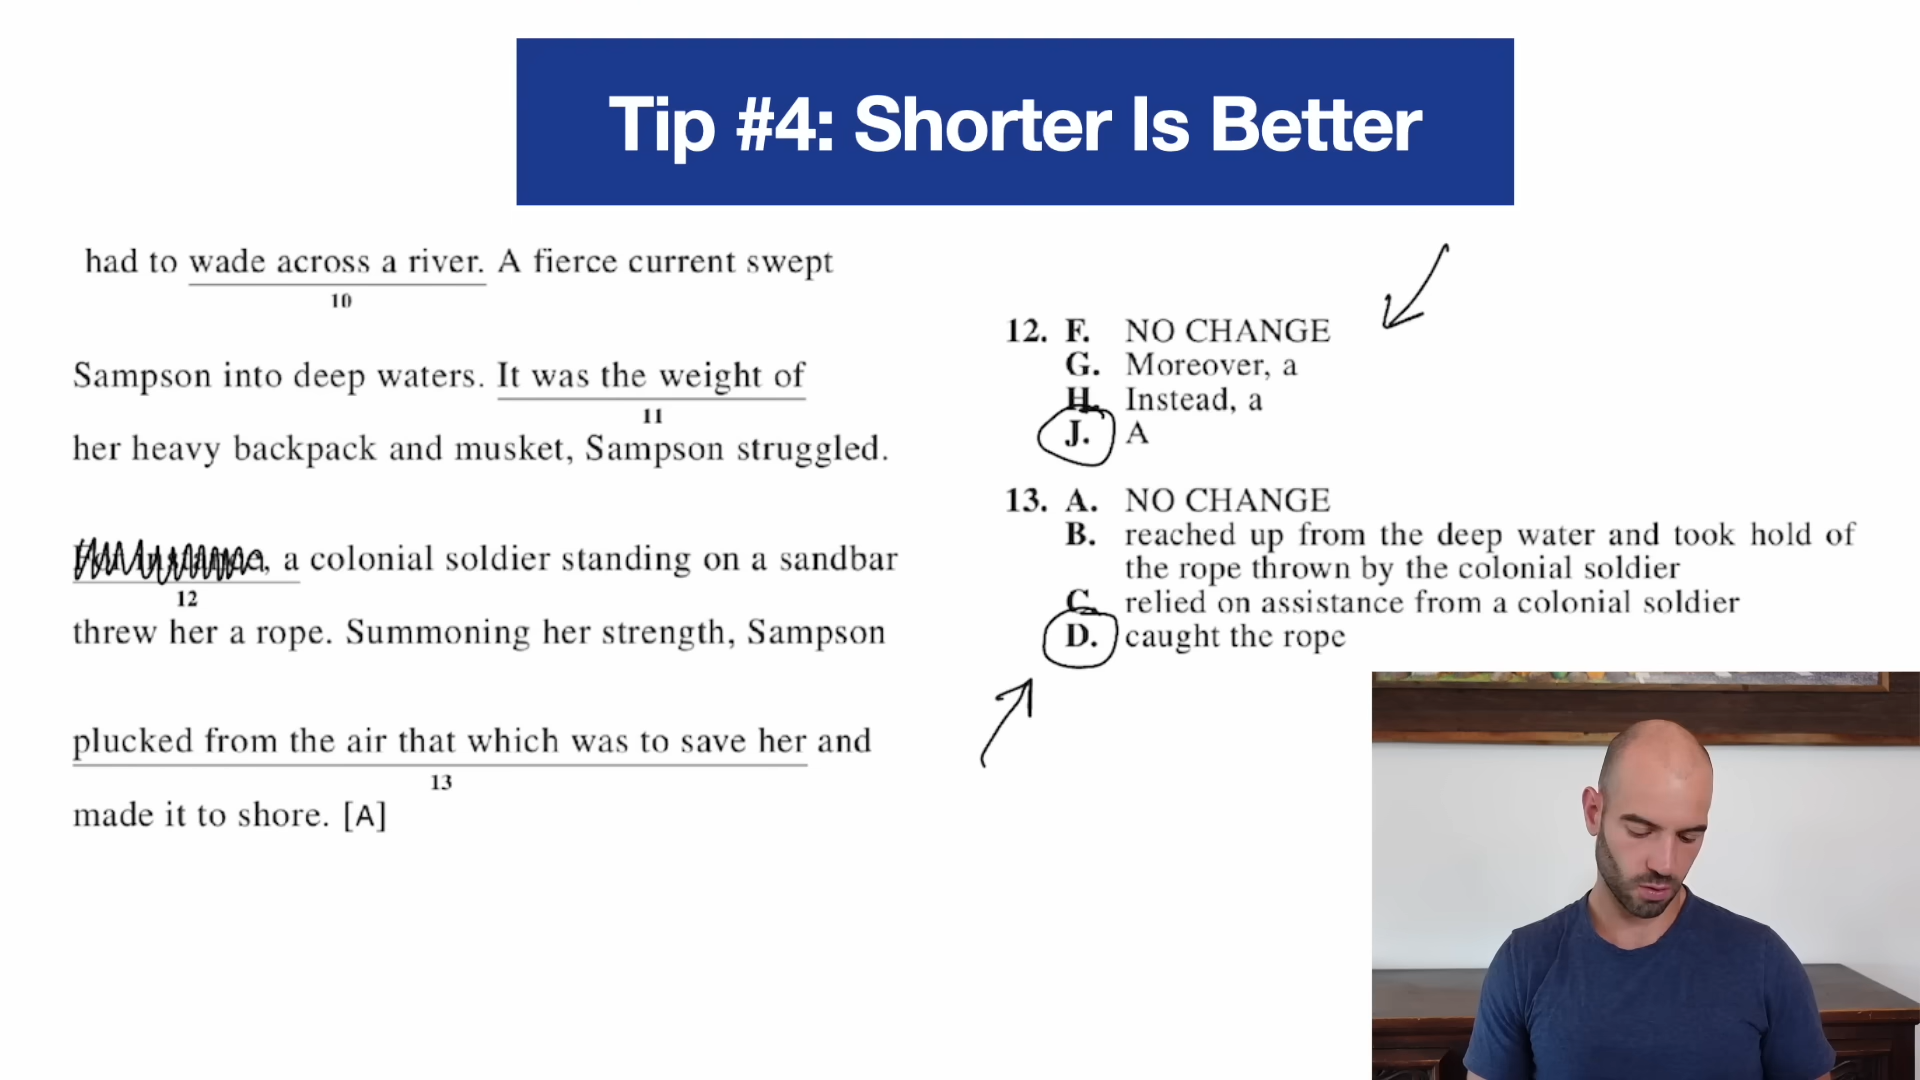 Tip #4: Shorter Is Better
had to wade across a river. A fierce current swept
10
Sampson into deep waters. It was the weight of
11
her heavy backpack and musket, Sampson struggled.
, a colonial soldier standing on a sandbar
12
threw her a rope. Summoning her strength, Sampson
plucked from the air that which was to save her and
13
made it to shore. [A]
12. F. NO CHANGE
G. Moreover, a
H. Instead, a
J. A
13. A. NO CHANGE
B. reached up from the deep water and took hold of
the rope thrown by the colonial soldier
C. relied on assistance from a colonial soldier
D. caught the rope